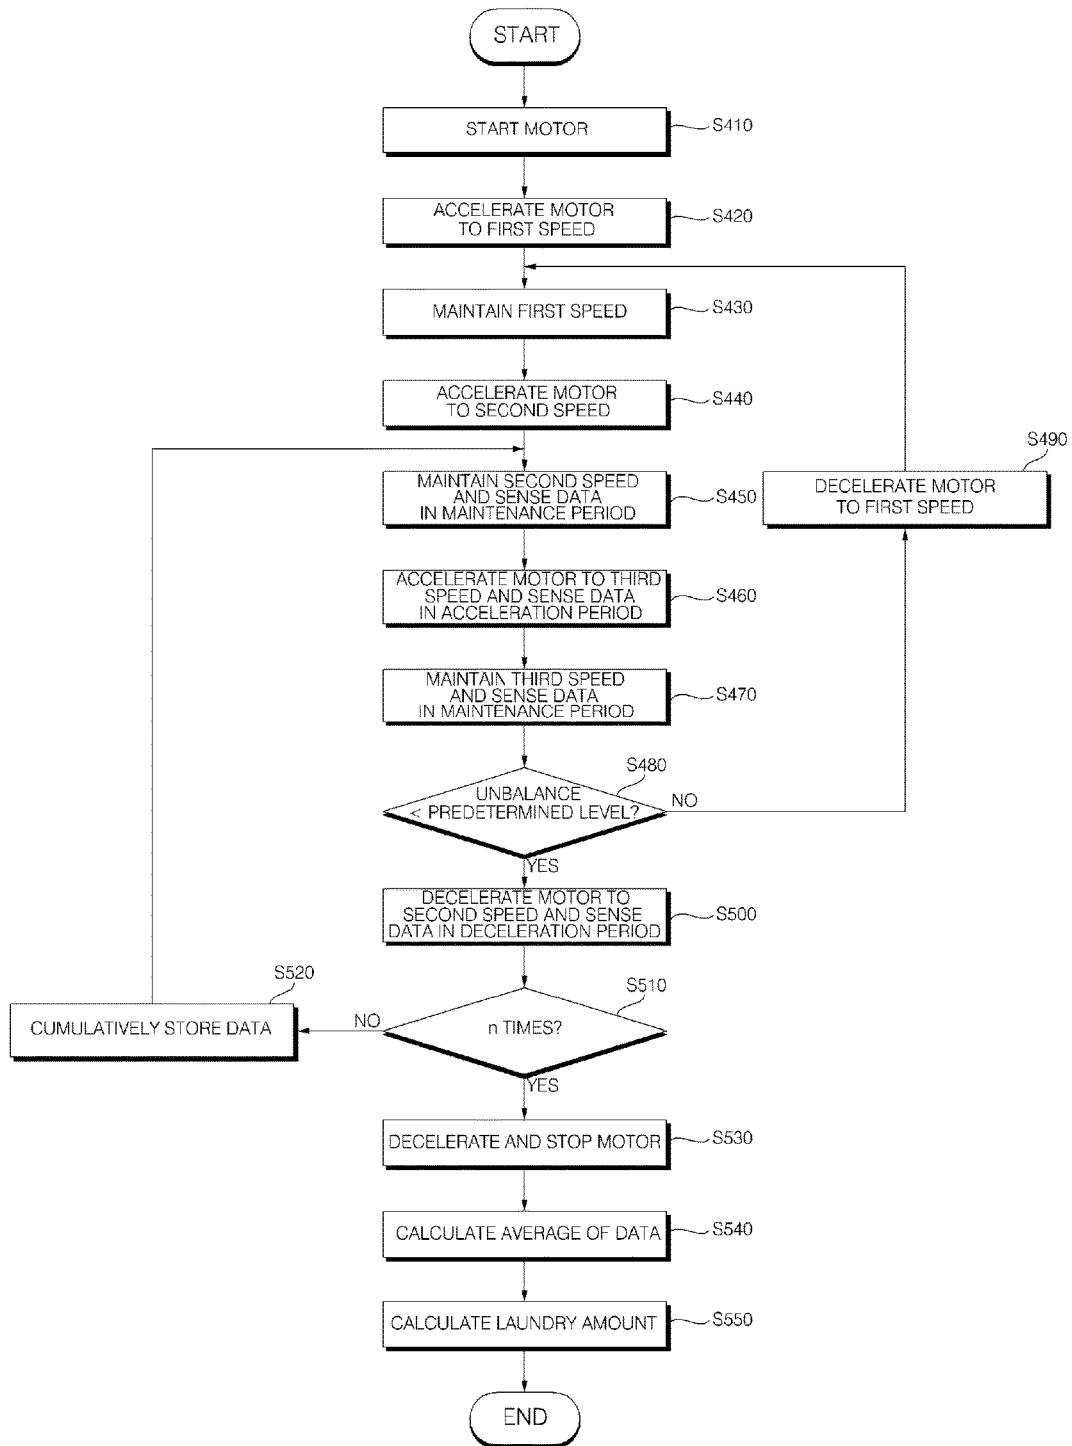 START
START MOTOR
S410
ACCELERATE MOTOR
TO FIRST SPEED
S420
MAINTAIN FIRST SPEED
S430
ACCELERATE MOTOR
TO SECOND SPEED
S440
MAINTAIN SECOND SPEED
AND SENSE DATA
IN MAINTENANCE PERIOD
S450
S490
DECELERATE MOTOR
TO FIRST SPEED
ACCELERATE MOTOR TO THIRD
SPEED AND SENSE DATA
IN ACCELERATION PERIOD
S460
MAINTAIN THIRD SPEED
AND SENSE DATA
IN MAINTENANCE PERIOD
S470
S480
UNBALANCE
< PREDETERMINED LEVEL?
NO
YES
DECELERATE MOTOR TO
SECOND SPEED AND SENSE
DATA IN DECELERATION PERIOD
S500
S510
n TIMES?
NO
S520
CUMULATIVELY STORE DATA
YES
DECELERATE AND STOP MOTOR
S530
CALCULATE AVERAGE OF DATA
S540
CALCULATE LAUNDRY AMOUNT
S550
END